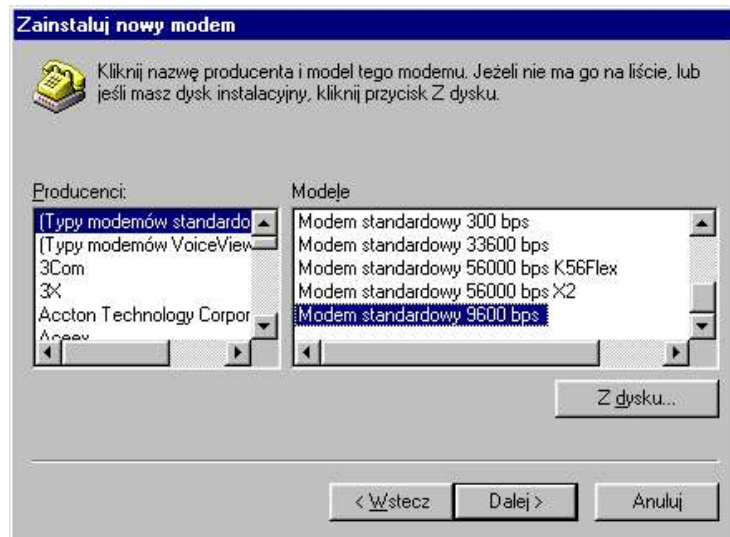 Zainstaluj nowy modem
Kliknij nazwę producenta i model tego modemu. Jeżeli nie ma go na liście, lub
jeśli masz dysk instalacyjny, kliknij przycisk Z dysku.
Producenci:
(Typy modemów standardo
(Typy modemów VoiceView
3Com
3X
Accton Technology Corpor
Aceex
Modele
Modem standardowy 300 bps
Modem standardowy 33600 bps
Modem standardowy 56000 bps K56Flex
Modem standardowy 56000 bps X2
Modem standardowy 9600 bps
Z dysku...
< Wstecz
Dalej >
Anuluj